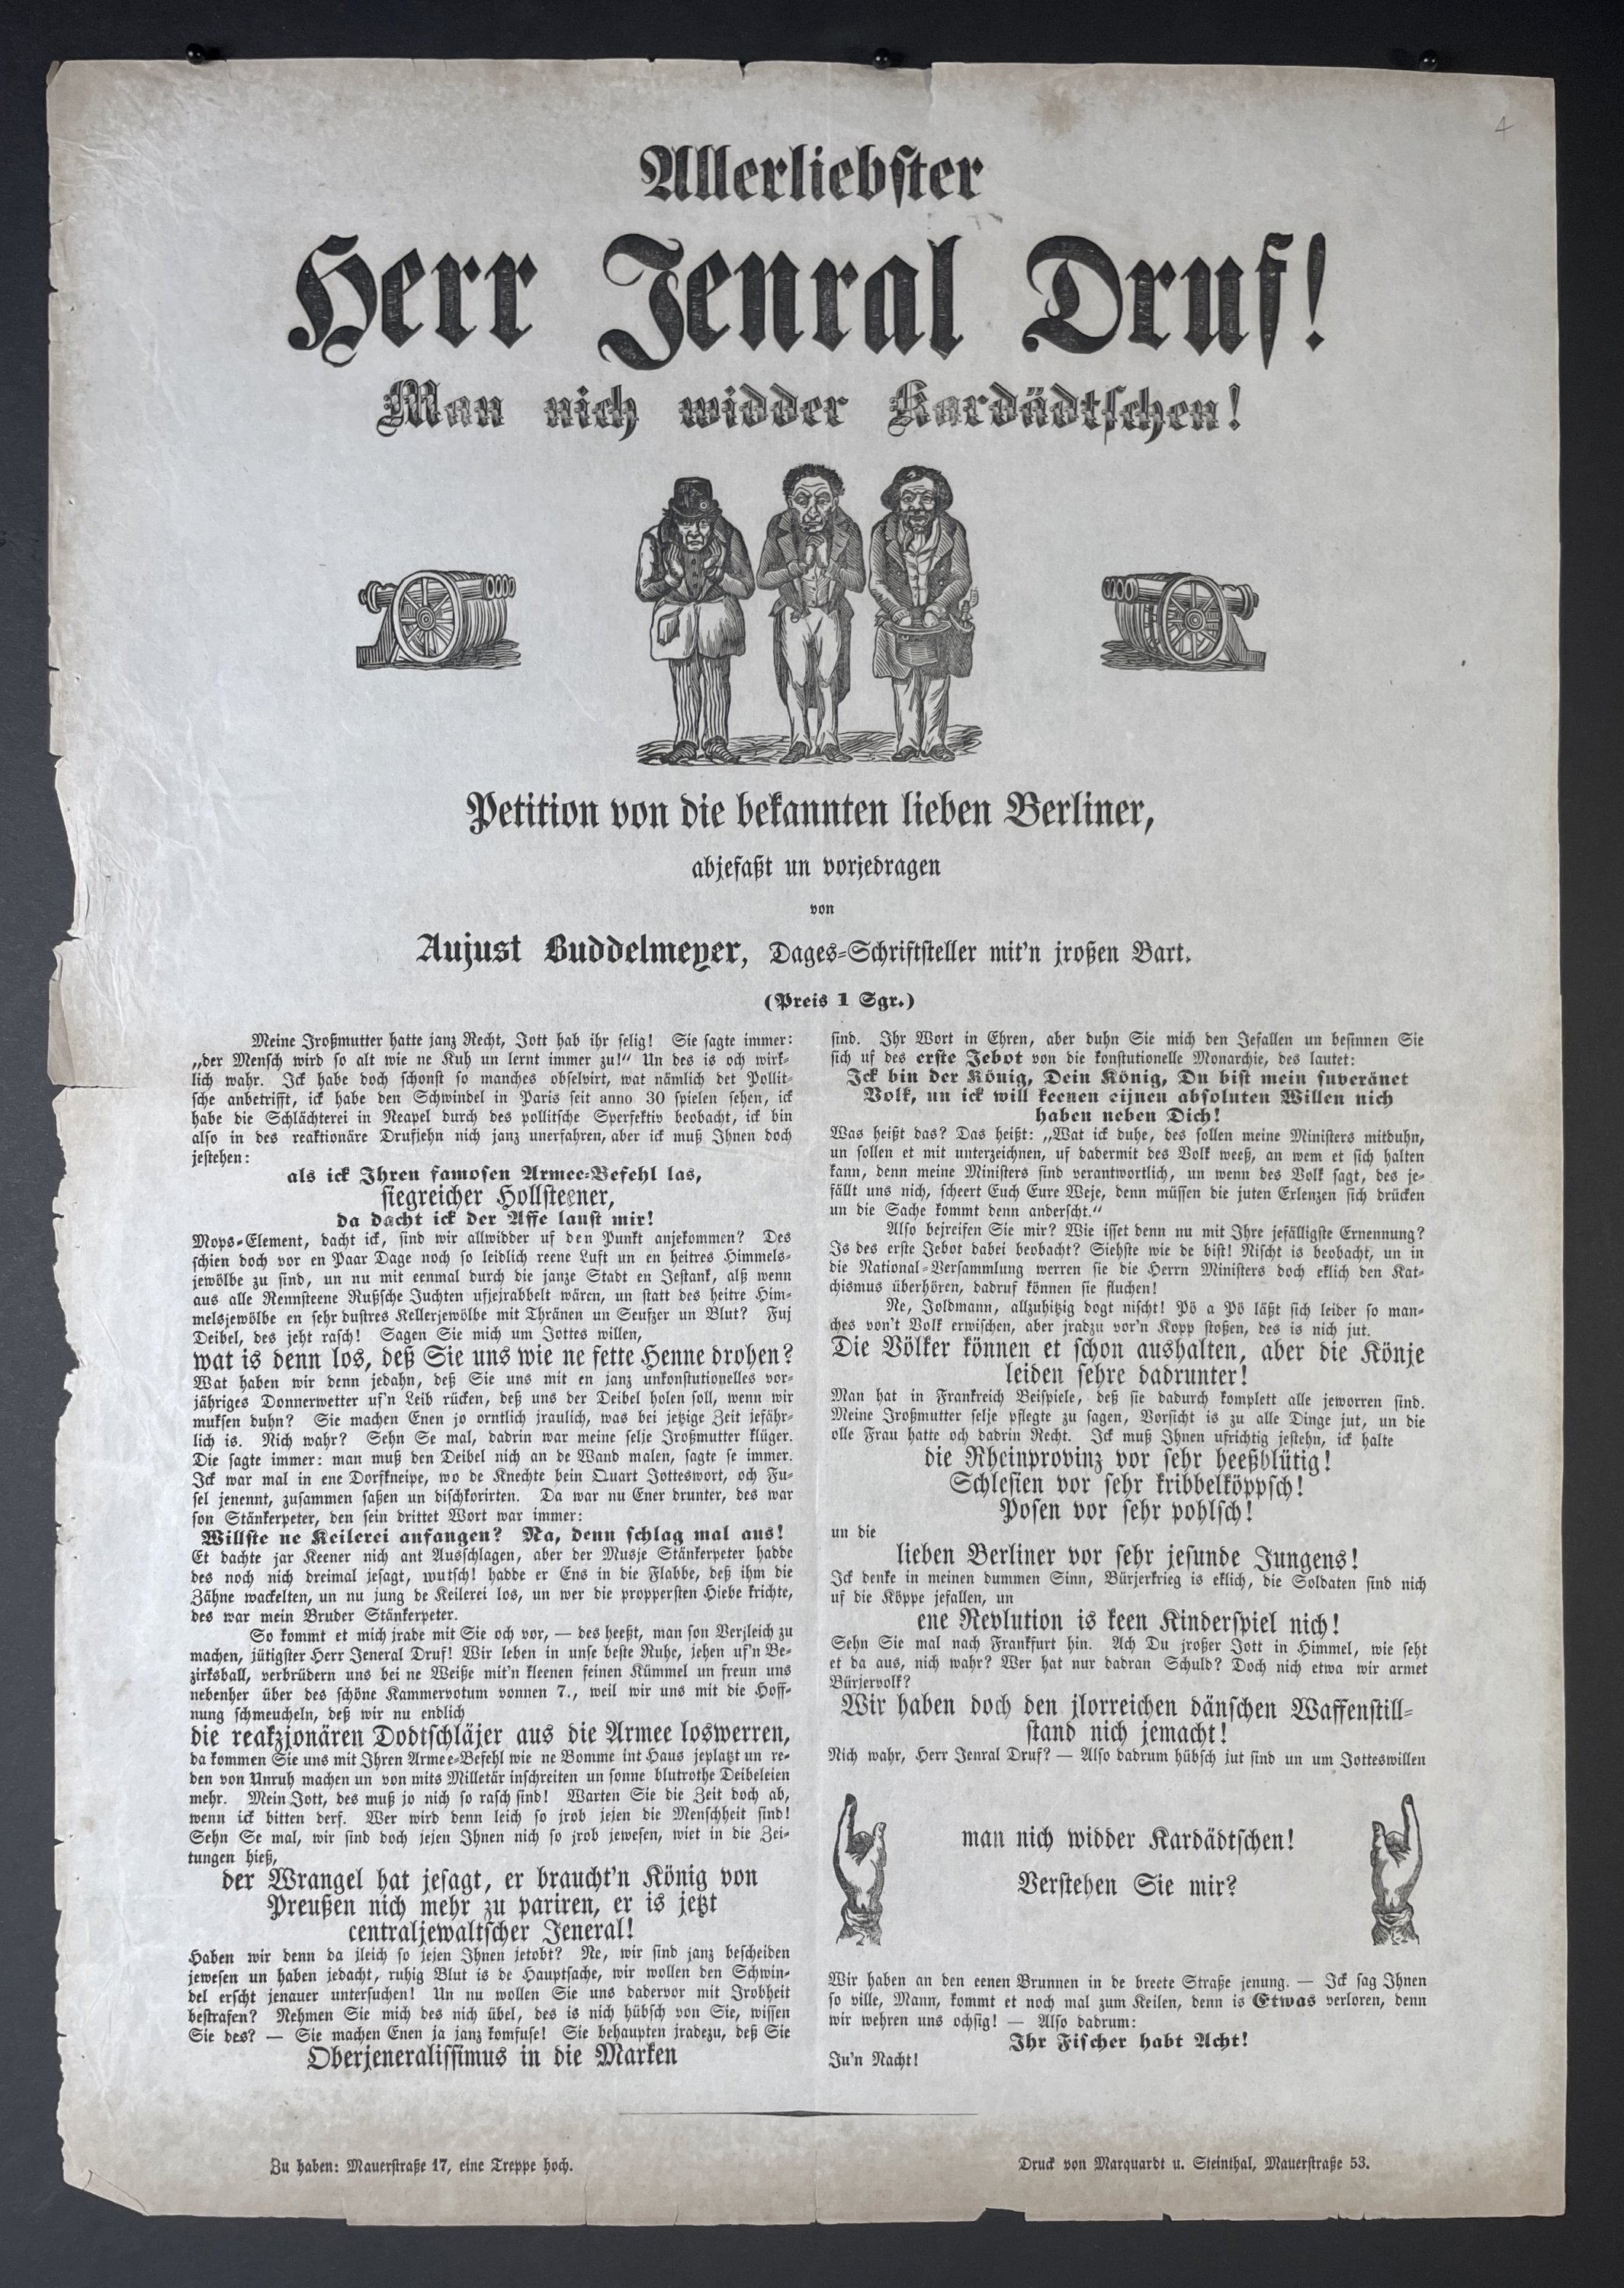 4
Allerliebster
Herr Jenral Druf!
Man nich widder Kardädtschen!
Petition von die bekannten lieben Berliner,
abjefaßt un vorjedragen
von
Aujust Buddelmeyer, Dages-Schriftsteller mit'n jroßen Bart.
(Preis 1 Sgr.)
Meine Jroßmutter hatte janz Recht, Jott hab ihr selig! Sie sagte immer:
„der Mensch wird so alt wie ne Kuh un lernt immer zu!“ Un des is och wirk-
lich wahr. Ick habe doch schonst so manches obselvirt, wat nämlich det Pollit-
sche anbetrifft, ick habe den Schwindel in Paris seit anno 30 spielen sehen, ick
habe die Schlächterei in Neapel durch des pollitsche Sperfektiv beobacht, ick bin
also in des reaktionäre Drufjehn nich janz unerfahren, aber ick muß Ihnen doch
jestehen:
als ick Ihren famosen Armee-Befehl las,
siegreicher Hollsteener,
da dacht ick der Affe laust mir!
Mops-Element, dacht ick, sind wir allwidder uf den Punkt anjekommen? Des
schien doch vor en Paar Dage noch so leidlich reene Luft un en heitres Himmels-
jewölbe zu sind, un nu mit eenmal durch die janze Stadt en Jestank, alß wenn
aus alle Rennsteene Rußsche Juchten ufjejrabbelt wären, un statt des heitre Him-
melsjewölbe en sehr dustres Kellerjewölbe mit Thränen un Seufzer un Blut? Fuj
Deibel, des jeht rasch! Sagen Sie mich um Jottes willen,
wat is denn los, deß Sie uns wie ne fette Henne drohen?
Wat haben wir denn jedahn, deß Sie uns mit en janz unkonstutionelles vor-
jähriges Donnerwetter uf'n Leib rücken, deß uns der Deibel holen soll, wenn wir
muksen duhn? Sie machen Enen jo orntlich jraulich, was bei jetzige Zeit jefähr-
lich is. Nich wahr? Sehn Se mal, dadrin war meine selje Jroßmutter klüger.
Die sagte immer: man muß den Deibel nich an de Wand malen, sagte se immer.
Ick war mal in ene Dorfkneipe, wo de Knechte bein Quart Jotteswort, och Fu-
sel jenennt, zusammen saßen un dischkorirten. Da war nu Ener drunter, des war
son Stänkerpeter, den sein drittet Wort war immer:
Willste ne Keilerei anfangen? Na, denn schlag mal aus!
Et dachte jar Keener nich ant Ausschlagen, aber der Musje Stänkerpeter hadde
des noch nich dreimal jesagt, wutsch! hadde er Ens in die Flabbe, deß ihm die
Zähne wackelten, un nu jung de Keilerei los, un wer die proppersten Hiebe krichte,
des war mein Bruder Stänkerpeter.
So kommt et mich jrade mit Sie och vor, — des heeßt, man son Verjleich zu
machen, jütigster Herr Jeneral Druf! Wir leben in unse beste Ruhe, jehen uf'n Be-
zirksball, verbrüdern uns bei ne Weiße mit'n kleenen feinen Kümmel un freun uns
nebenher über des schöne Kammervotum vonnen 7., weil wir uns mit die Hoff-
nung schmeucheln, deß wir nu endlich
die reakzjonären Dodtschläjer aus die Armee loswerren,
da kommen Sie uns mit Ihren Armee-Befehl wie ne Bomme int Haus jeplatzt un re-
den von Unruh machen un von mits Milletär inschreiten un sonne blutrothe Deibeleien
mehr. Mein Jott, des muß jo nich so rasch sind! Warten Sie die Zeit doch ab,
wenn ick bitten derf. Wer wird denn leich so jrob jejen die Menschheit sind!
Sehn Se mal, wir sind doch jejen Ihnen nich so jrob jewesen, wiet in die Zei-
tungen hieß,
der Wrangel hat jesagt, er braucht'n König von
Preußen nich mehr zu pariren, er is jetzt
centraljewaltscher Jeneral!
Haben wir denn da jleich so jejen Ihnen jetobt? Ne, wir sind janz bescheiden
jewesen un haben jedacht, ruhig Blut is de Hauptsache, wir wollen den Schwin-
del erscht jenauer untersuchen! Un nu wollen Sie uns dadervor mit Jrobheit
bestrafen? Nehmen Sie mich des nich übel, des is nich hübsch von Sie, wissen
Sie des? — Sie machen Enen ja janz komfuse! Sie behaupten jradezu, deß Sie
Oberjeneralissimus in die Marken
sind. Ihr Wort in Ehren, aber duhn Sie mich den Jefallen un besinnen Sie
sich uf des erste Jebot von die konstutionelle Monarchie, des lautet:
Ick bin der König, Dein König, Du bist mein suveränet
Volk, un ick will keenen eijnen absoluten Willen nich
haben neben Dich!
Was heißt das? Das heißt: „Wat ick duhe, des sollen meine Ministers mitduhn,
un sollen et mit unterzeichnen, uf dadermit des Volk weeß, an wem et sich halten
kann, denn meine Ministers sind verantwortlich, un wenn des Volk sagt, des je-
fällt uns nich, scheert Euch Eure Weje, denn müssen die juten Erlenzen sich drücken
un die Sache kommt denn anderscht.“
Also bejreifen Sie mir? Wie isset denn nu mit Ihre jefälligste Ernennung?
Is des erste Jebot dabei beobacht? Siehste wie de bist! Nischt is beobacht, un in
die National-Versammlung werren sie die Herrn Ministers doch eklich den Kat-
chismus überhören, dadruf können sie fluchen!
Ne, Joldmann, allzuhitzig dogt nischt! Pö a Pö läßt sich leider so man-
ches von't Volk erwischen, aber jradzu vor'n Kopp stoßen, des is nich jut.
Die Völker können et schon aushalten, aber die Könje
leiden sehre dadrunter!
Man hat in Frankreich Beispiele, deß sie dadurch komplett alle jeworren sind.
Meine Jroßmutter selje pflegte zu sagen, Vorsicht is zu alle Dinge jut, un die
olle Frau hatte och dadrin Recht. Ick muß Ihnen ufrichtig jestehn, ick halte
die Rheinprovinz vor sehr heeßblütig!
Schlesien vor sehr kribbelköppsch!
Posen vor sehr pohlsch!
un die
lieben Berliner vor sehr jesunde Jungens!
Ick denke in meinen dummen Sinn, Bürjerkrieg is eklich, die Soldaten sind nich
uf die Köppe jefallen, un
ene Revlution is keen Kinderspiel nich!
Sehn Sie mal nach Frankfurt hin. Ach Du jroßer Jott in Himmel, wie seht
et da aus, nich wahr? Wer hat nur dadran Schuld? Doch nich etwa wir armet
Bürjervolk?
Wir haben doch den jlorreichen dänschen Waffenstill-
stand nich jemacht!
Nich wahr, Herr Jenral Druf? — Also dadrum hübsch jut sind un um Jotteswillen
man nich widder Kardädtschen!
Verstehen Sie mir?
Wir haben an den eenen Brunnen in de breete Straße jenung. — Ick sag Ihnen
so ville, Mann, kommt et noch mal zum Keilen, denn is Etwas verloren, denn
wir wehren uns ochsig! — Also dadrum:
Ihr Fischer habt Acht!
Ju'n Nacht!
Zu haben: Mauerstraße 17, eine Treppe hoch.
Druck von Marquardt u. Steinthal, Mauerstraße 53.